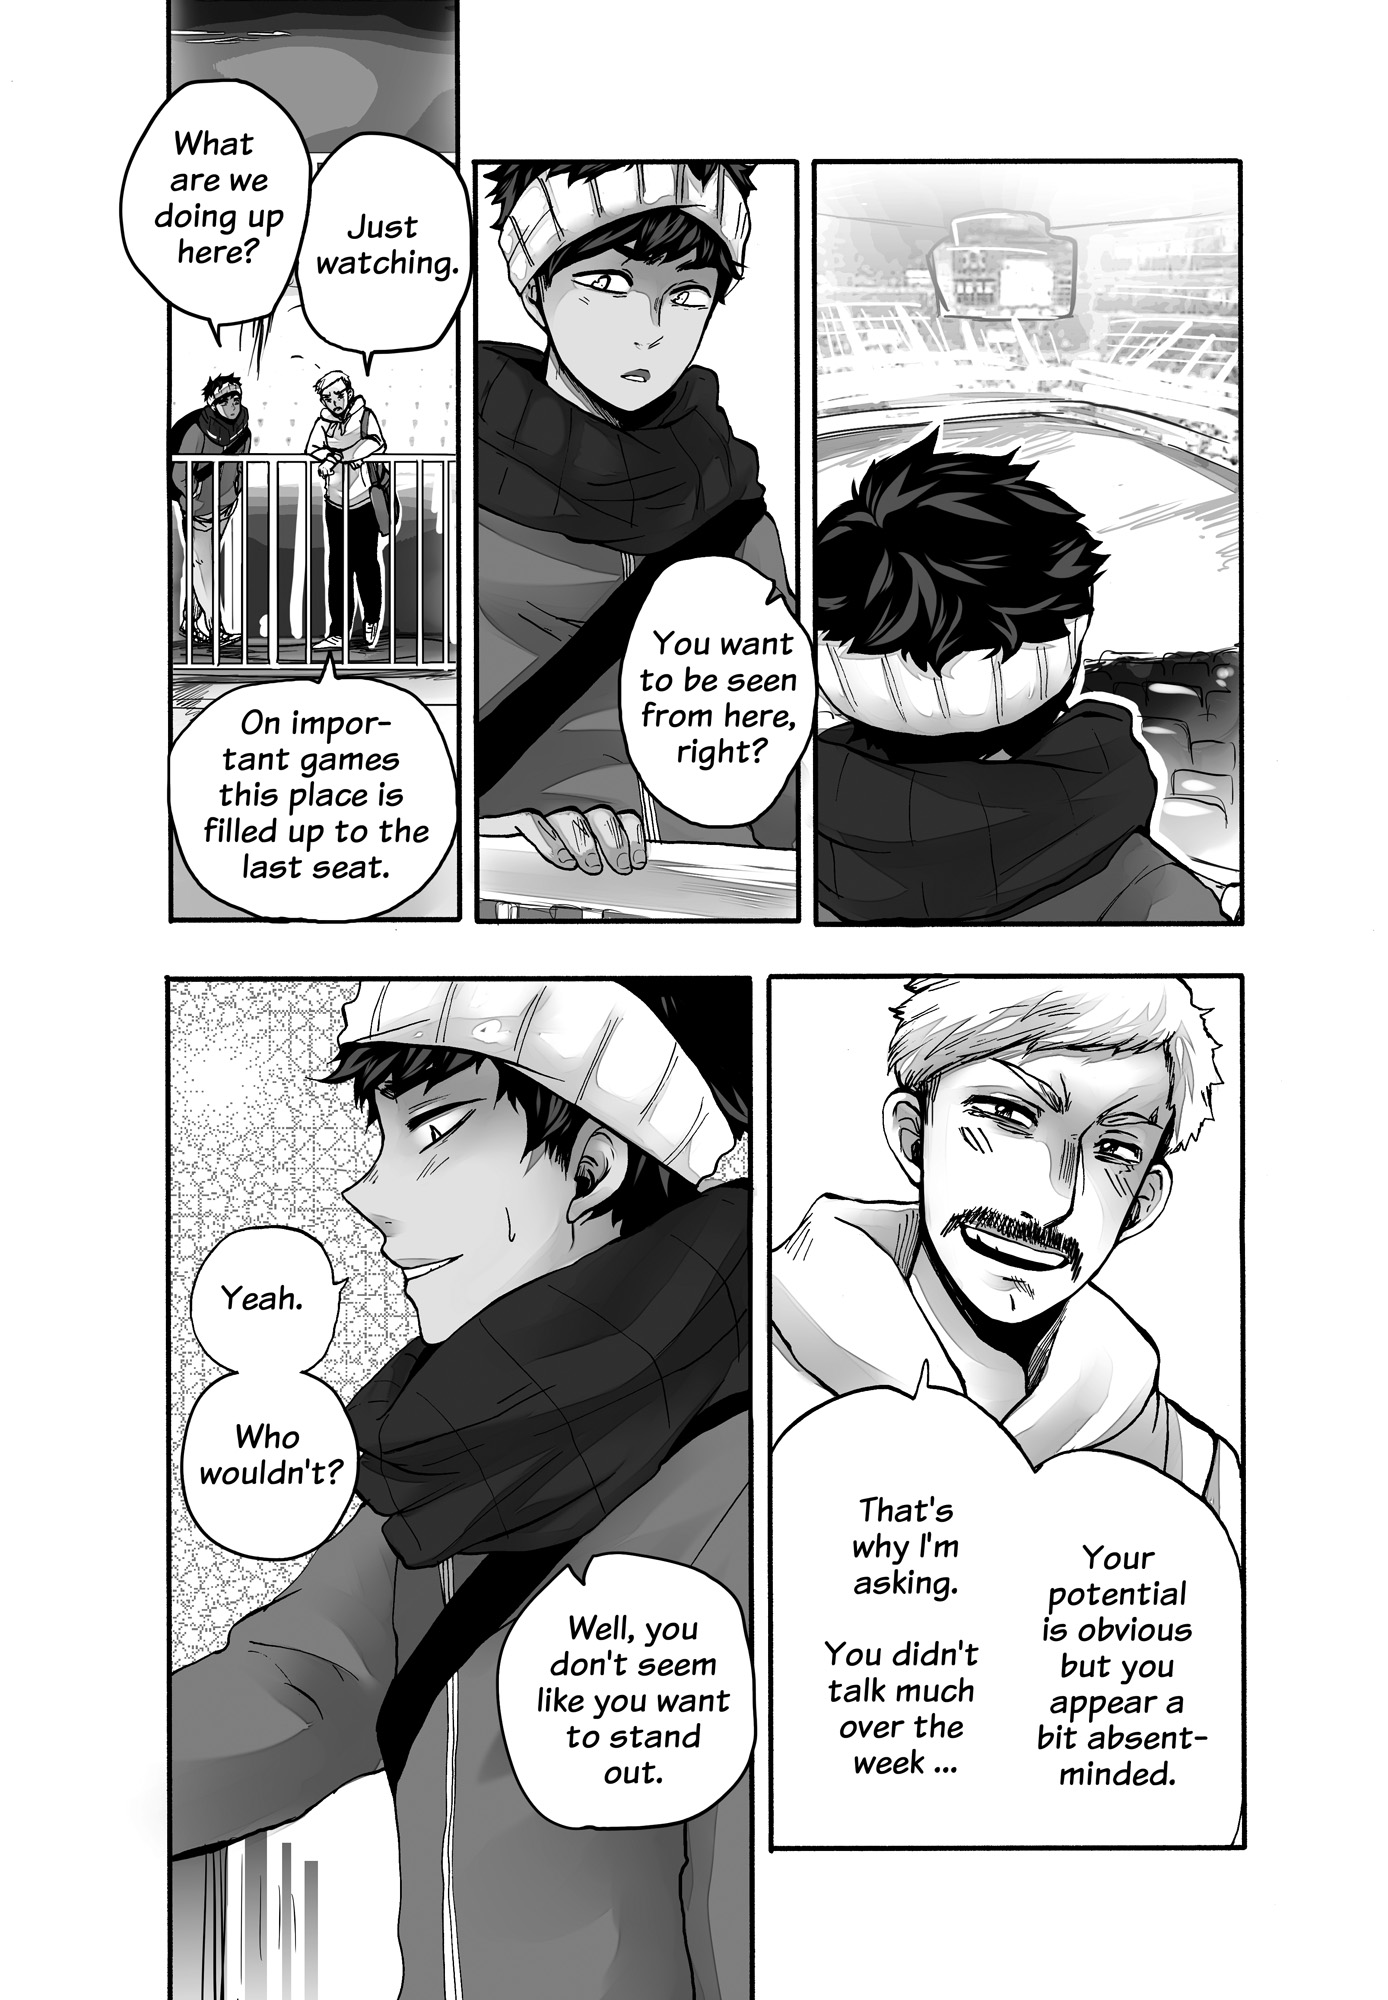 What
are we
doing up
here?
Just
watching.
On impor-
tant games
this place is
filled up to the
last seat.
You want
to be seen
from here,
right?
Yeah.
Who
wouldn't?
Well, you
don't seem
like you want
to stand
out.
That's
why I'm
asking.
You didn't
talk much
over the
week ...
Your
potential
is obvious
but you
appear a
bit absent-
minded.